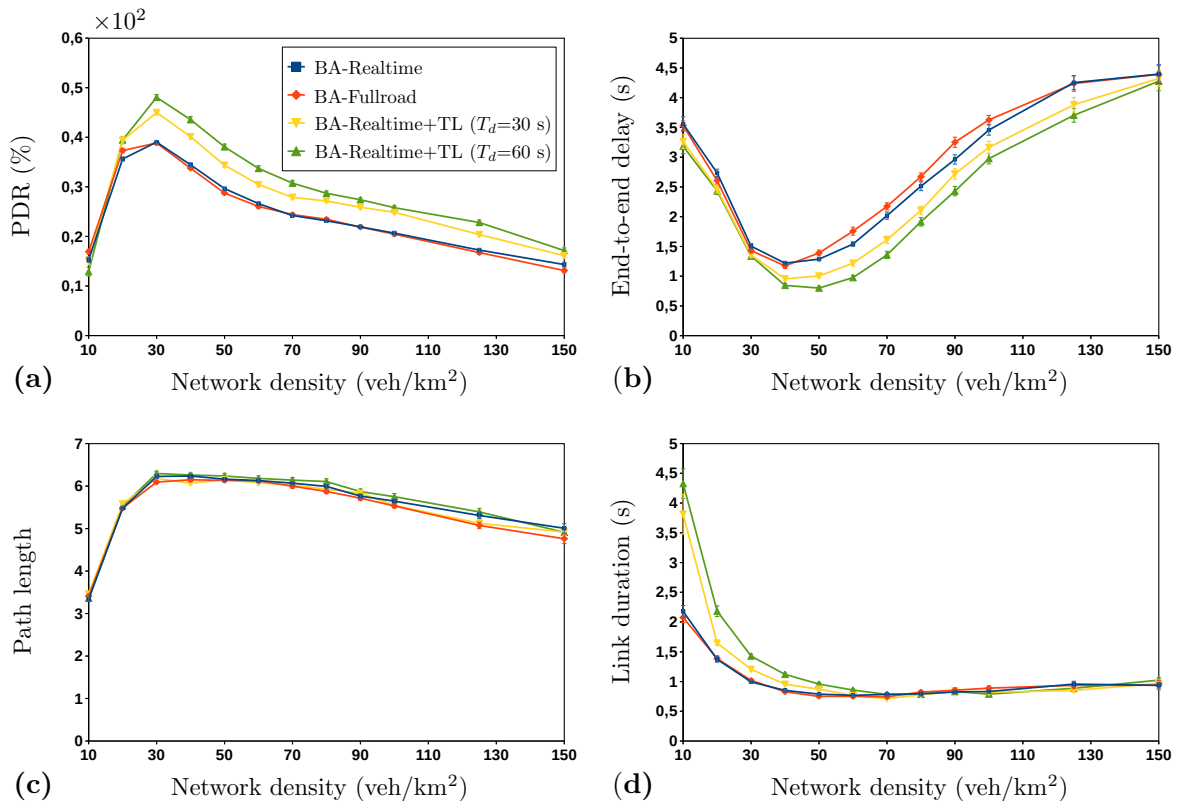 ×10²
0,6
0,5
0,4
0,3
0,2
0,1
0
PDR (%)
BA-Realtime
BA-Fullroad
BA-Realtime+TL (T_d=30 s)
BA-Realtime+TL (T_d=60 s)
10 30 50 70 90 110 130 150
(a) Network density (veh/km²)
5
4,5
4
3,5
3
2,5
2
1,5
1
0,5
0
End-to-end delay (s)
10 30 50 70 90 110 130 150
(b) Network density (veh/km²)
7
6
5
4
3
2
1
0
Path length
10 30 50 70 90 110 130 150
(c) Network density (veh/km²)
5
4,5
4
3,5
3
2,5
2
1,5
1
0,5
0
Link duration (s)
10 30 50 70 90 110 130 150
(d) Network density (veh/km²)